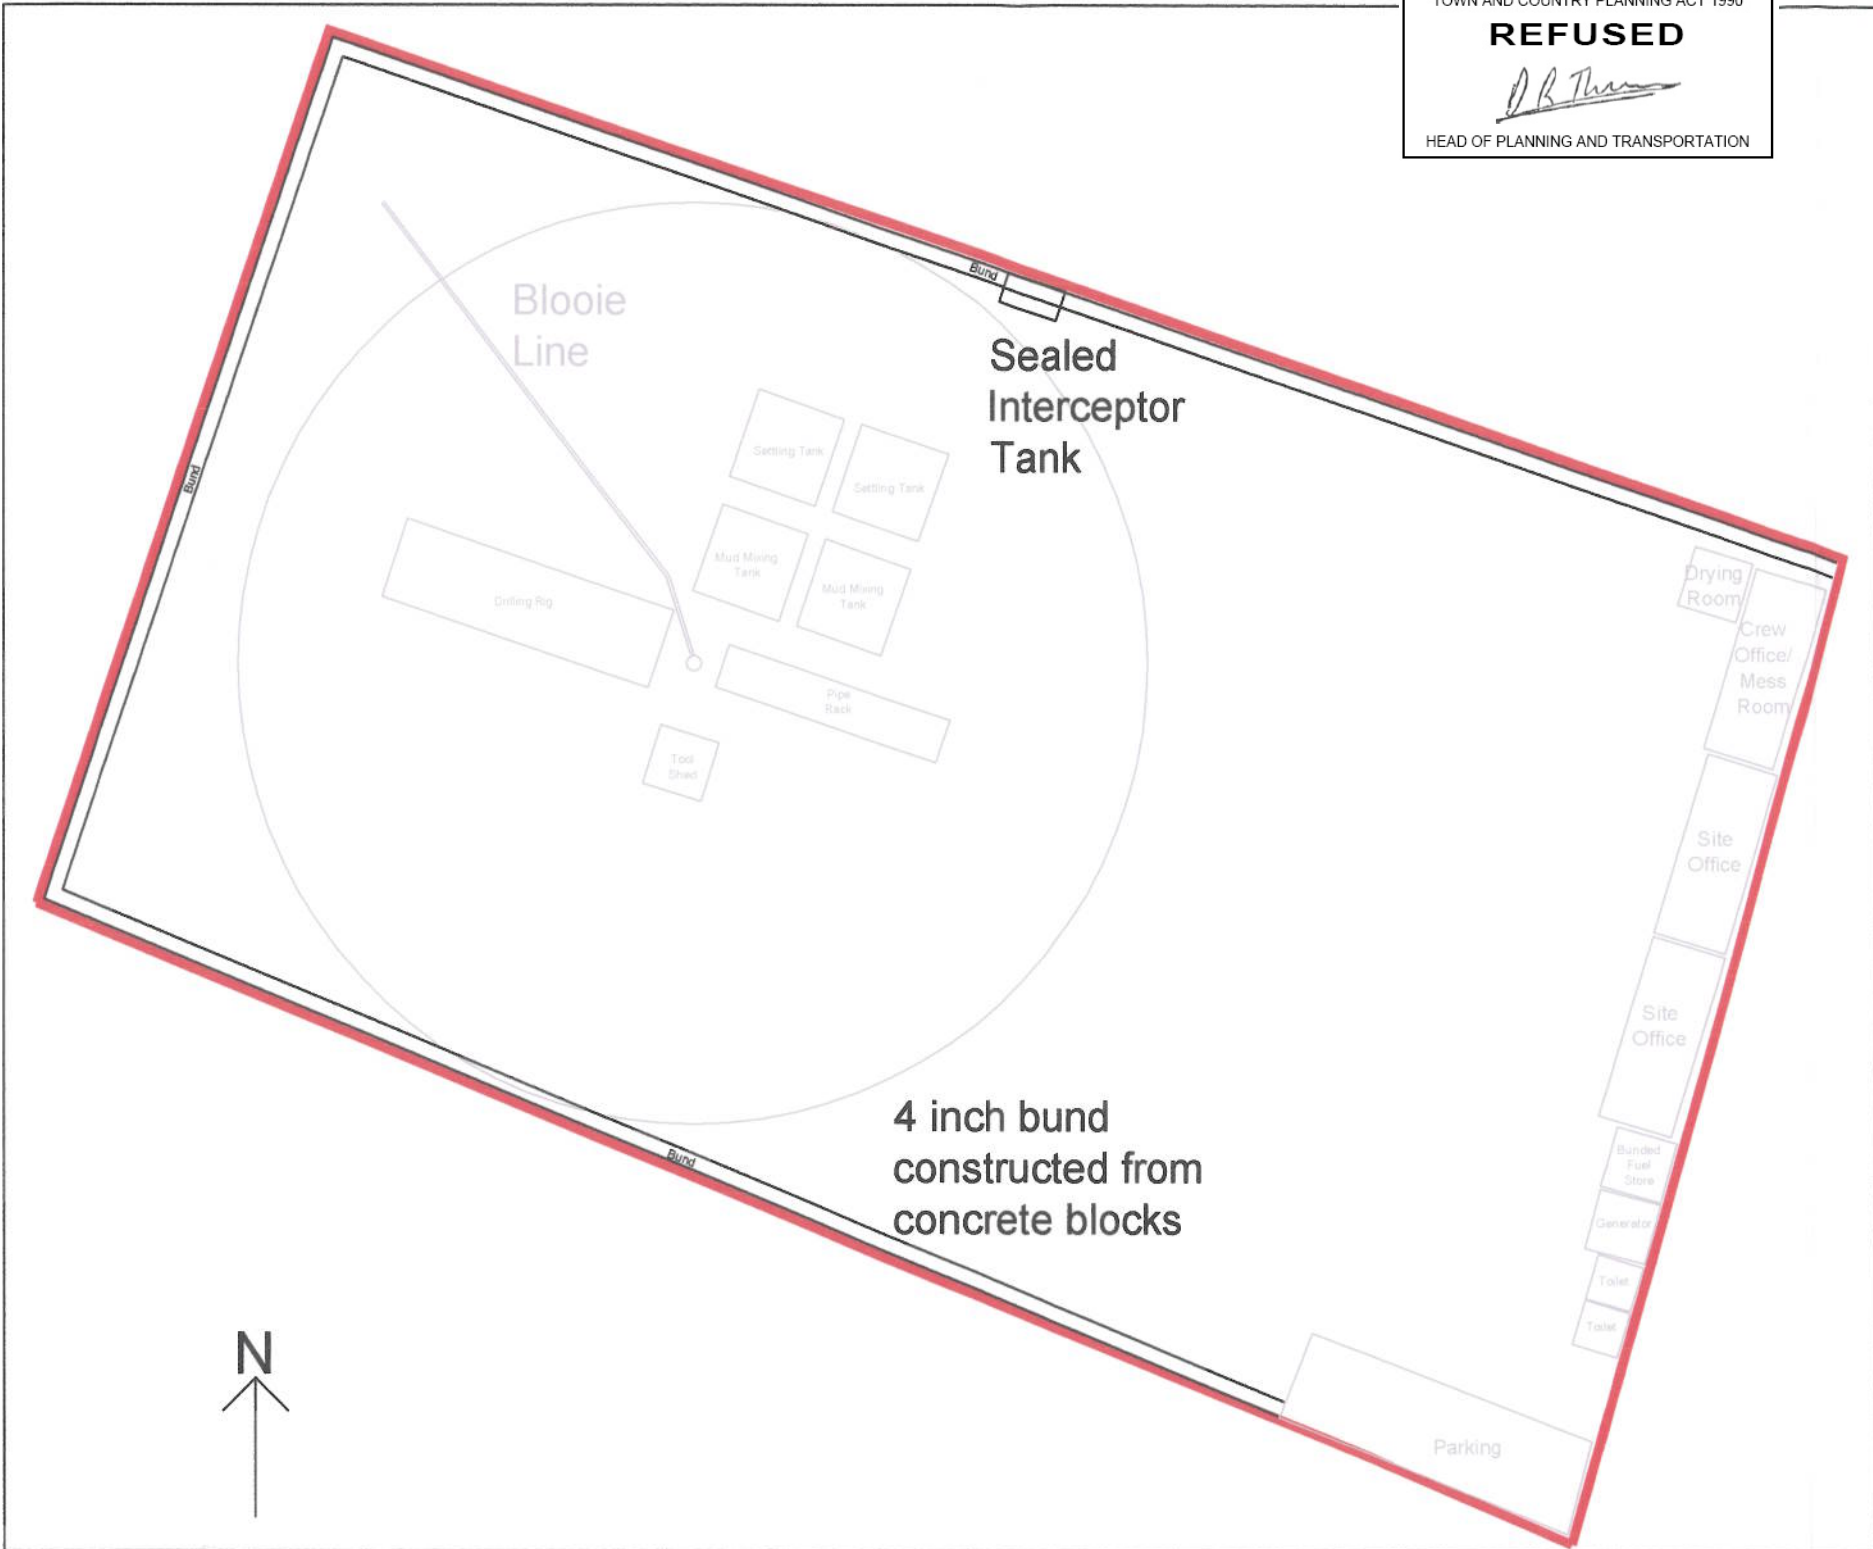 TOWN AND COUNTRY PLANNING ACT 1990
REFUSED
HEAD OF PLANNING AND TRANSPORTATION
Bund
Blooie
Line
Sealed
Interceptor
Tank
Settling Tank
Settling Tank
Bund
Mud Mixing
Tank
Mud Mixing
Tank
Drilling Rig
Drying
Room
Crew
Office/
Mess
Room
Pipe
Rack
Tool
Shed
Site
Office
Site
Office
4 inch bund
constructed from
concrete blocks
Bund
Bunded
Fuel
Store
Generator
Toilet
Toilet
N
Parking